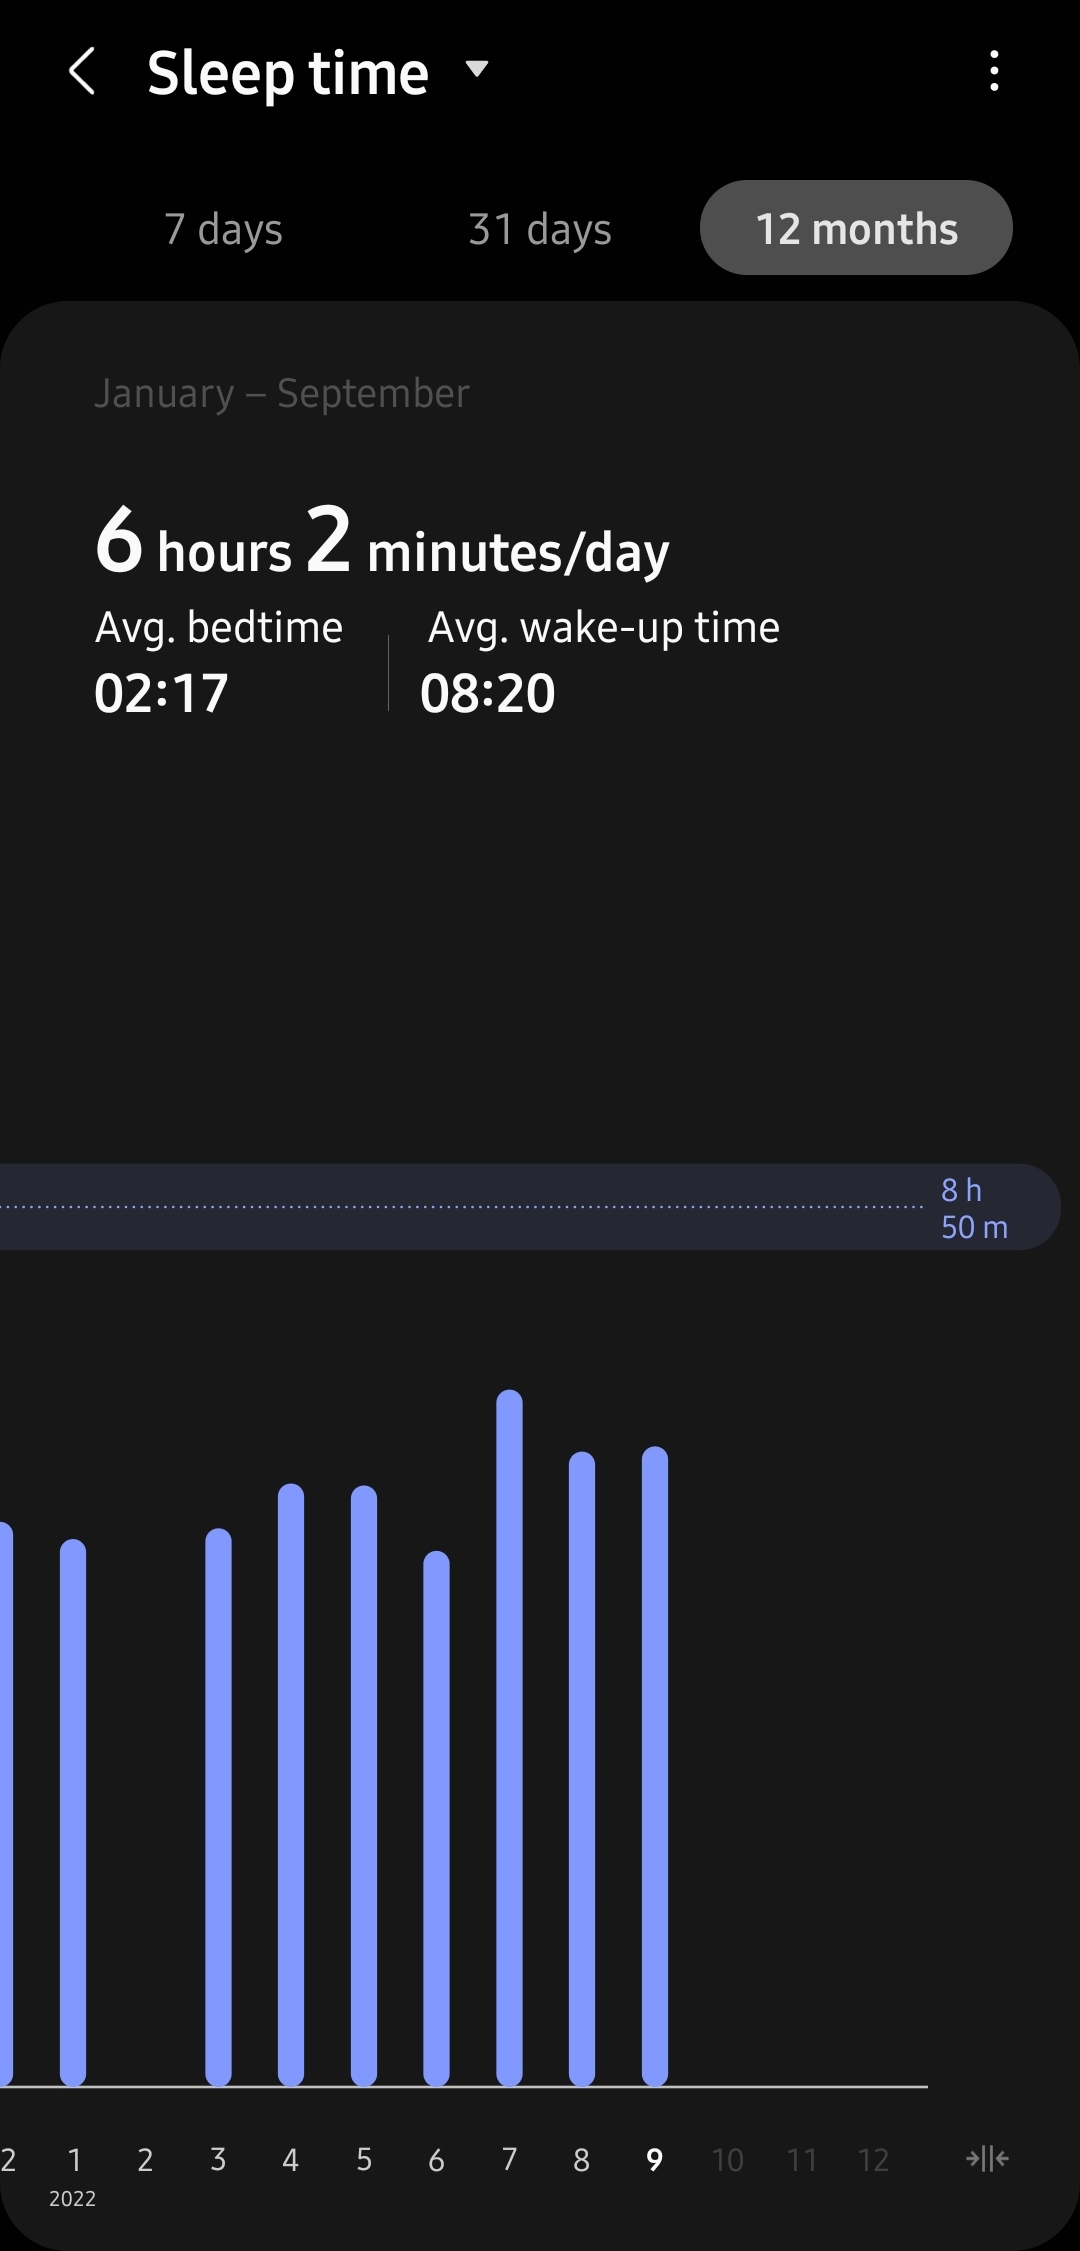 Sleep time
7 days 31 days 12 months
January – September
6 hours 2 minutes/day
Avg. bedtime Avg. wake-up time
02:17 08:20
8 h
50 m
2 1 2 3 4 5 6 7 8 9 10 11 12
2022